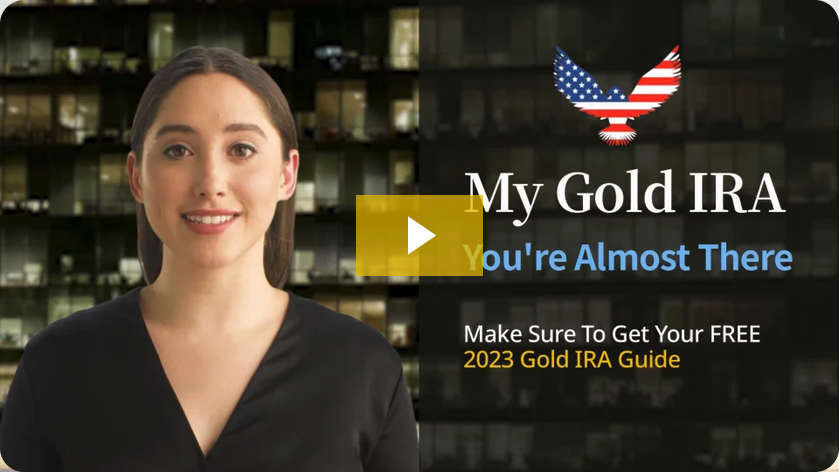 My Gold IRA
You're Almost There
Make Sure To Get Your FREE
2023 Gold IRA Guide